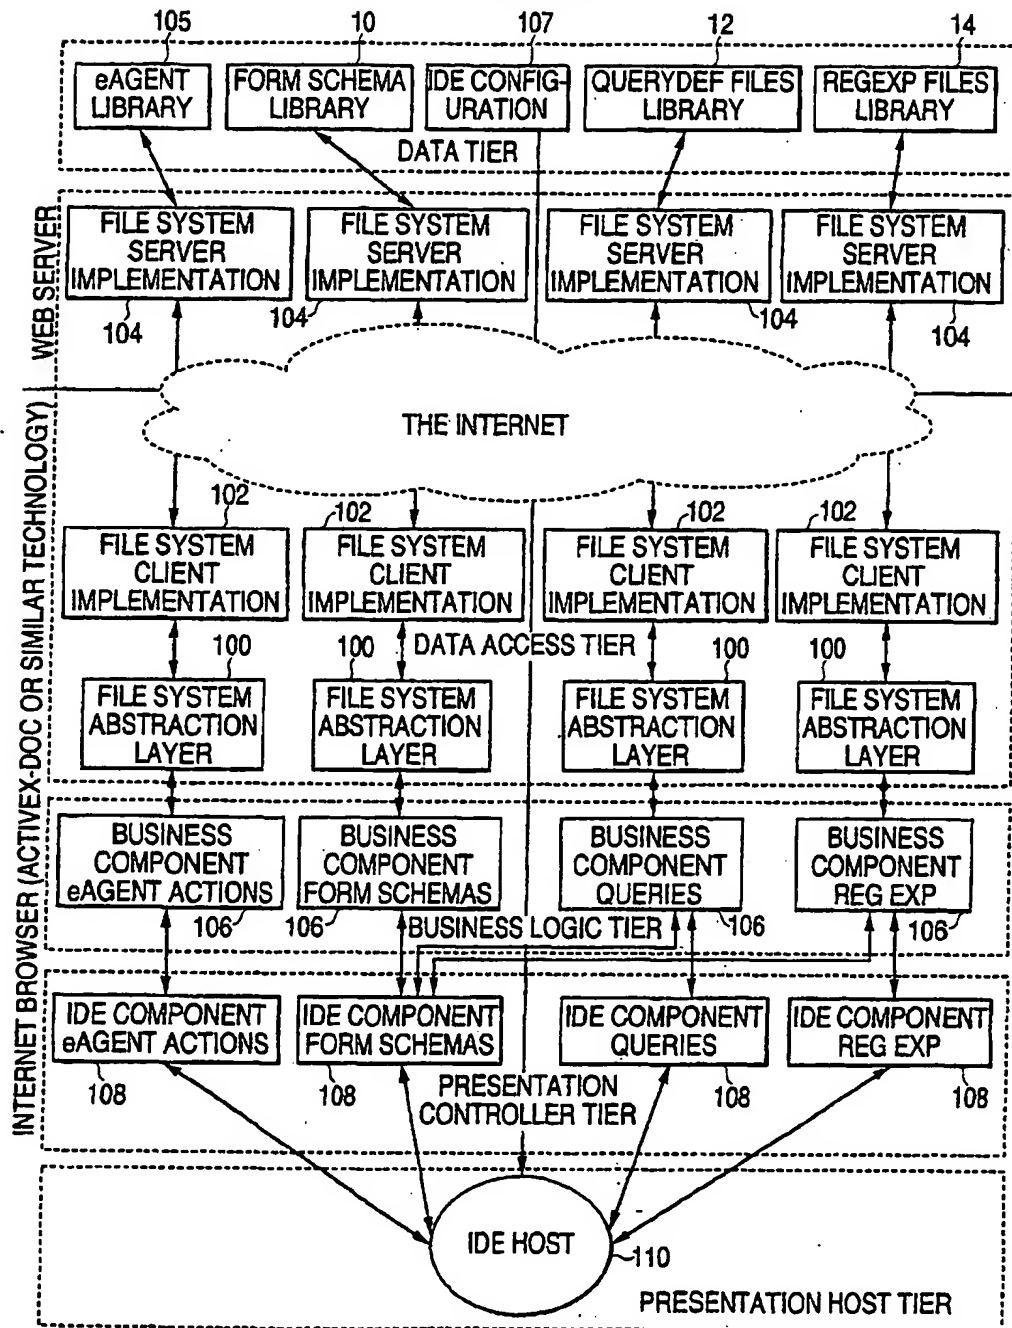 105
10
107
12
14
eAGENT
LIBRARY
FORM SCHEMA
LIBRARY
IDE CONFIG-
URATION
QUERYDEF FILES
LIBRARY
REGEXP FILES
LIBRARY
DATA TIER
WEB SERVER
FILE SYSTEM
SERVER
IMPLEMENTATION
FILE SYSTEM
SERVER
IMPLEMENTATION
FILE SYSTEM
SERVER
IMPLEMENTATION
FILE SYSTEM
SERVER
IMPLEMENTATION
104
104
104
104
THE INTERNET
INTERNET BROWSER (ACTIVEX-DOC OR SIMILAR TECHNOLOGY)
102
102
102
102
FILE SYSTEM
CLIENT
IMPLEMENTATION
FILE SYSTEM
CLIENT
IMPLEMENTATION
FILE SYSTEM
CLIENT
IMPLEMENTATION
FILE SYSTEM
CLIENT
IMPLEMENTATION
DATA ACCESS TIER
100
100
100
100
FILE SYSTEM
ABSTRACTION
LAYER
FILE SYSTEM
ABSTRACTION
LAYER
FILE SYSTEM
ABSTRACTION
LAYER
FILE SYSTEM
ABSTRACTION
LAYER
BUSINESS
COMPONENT
eAGENT ACTIONS
BUSINESS
COMPONENT
FORM SCHEMAS
BUSINESS
COMPONENT
QUERIES
BUSINESS
COMPONENT
REG EXP
106
106
106
106
BUSINESS LOGIC TIER
IDE COMPONENT
eAGENT ACTIONS
IDE COMPONENT
FORM SCHEMAS
IDE COMPONENT
QUERIES
IDE COMPONENT
REG EXP
108
108
108
108
PRESENTATION
CONTROLLER TIER
IDE HOST
110
PRESENTATION HOST TIER